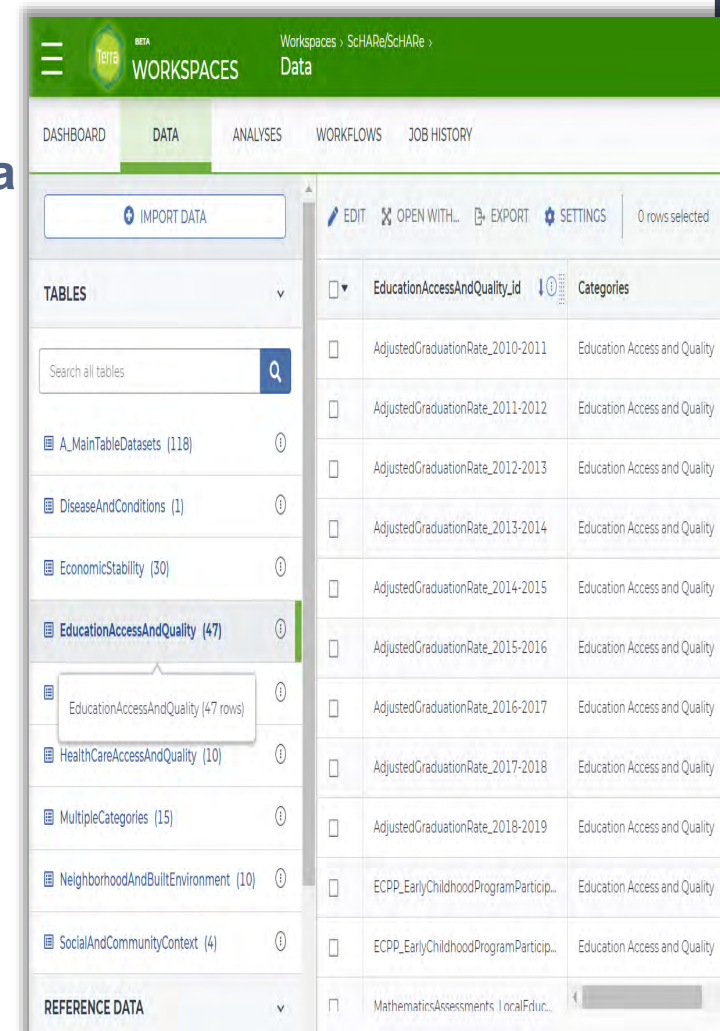 a
Terra
BETA
WORKSPACES
Workspaces › ScHARe/ScHARe ›
Data
DASHBOARD DATA ANALYSES WORKFLOWS JOB HISTORY
IMPORT DATA
EDIT OPEN WITH... EXPORT SETTINGS 0 rows selected
TABLES
Search all tables
A_MainTableDatasets (118)
DiseaseAndConditions (1)
EconomicStability (30)
EducationAccessAndQuality (47)
EducationAccessAndQuality (47 rows)
HealthCareAccessAndQuality (10)
MultipleCategories (15)
NeighborhoodAndBuiltEnvironment (10)
SocialAndCommunityContext (4)
REFERENCE DATA
EducationAccessAndQuality_id Categories
AdjustedGraduationRate_2010-2011 Education Access and Quality
AdjustedGraduationRate_2011-2012 Education Access and Quality
AdjustedGraduationRate_2012-2013 Education Access and Quality
AdjustedGraduationRate_2013-2014 Education Access and Quality
AdjustedGraduationRate_2014-2015 Education Access and Quality
AdjustedGraduationRate_2015-2016 Education Access and Quality
AdjustedGraduationRate_2016-2017 Education Access and Quality
AdjustedGraduationRate_2017-2018 Education Access and Quality
AdjustedGraduationRate_2018-2019 Education Access and Quality
ECPP_EarlyChildhoodProgramParticip... Education Access and Quality
ECPP_EarlyChildhoodProgramParticip... Education Access and Quality
MathematicsAssessments_LocalEduc...